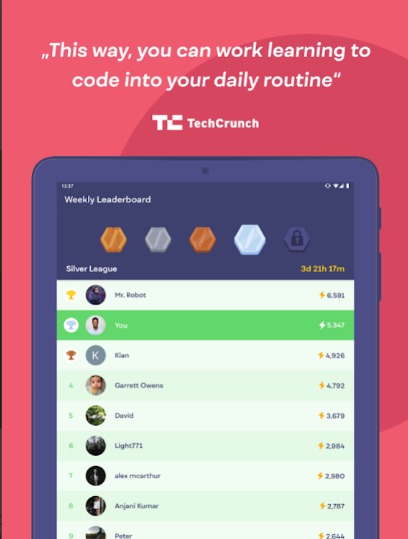 „This way, you can work learning to
code into your daily routine“
TC TechCrunch
13:37
Weekly Leaderboard
Silver League 3d 21h 17m
Mr. Robot 6,591
You 5,347
K Kian 4,926
4 Garrett Owens 4,792
5 David 3,679
6 Light771 2,984
7 alex mcarthur 2,980
8 Anjani Kumar 2,787
9 Peter 2,644